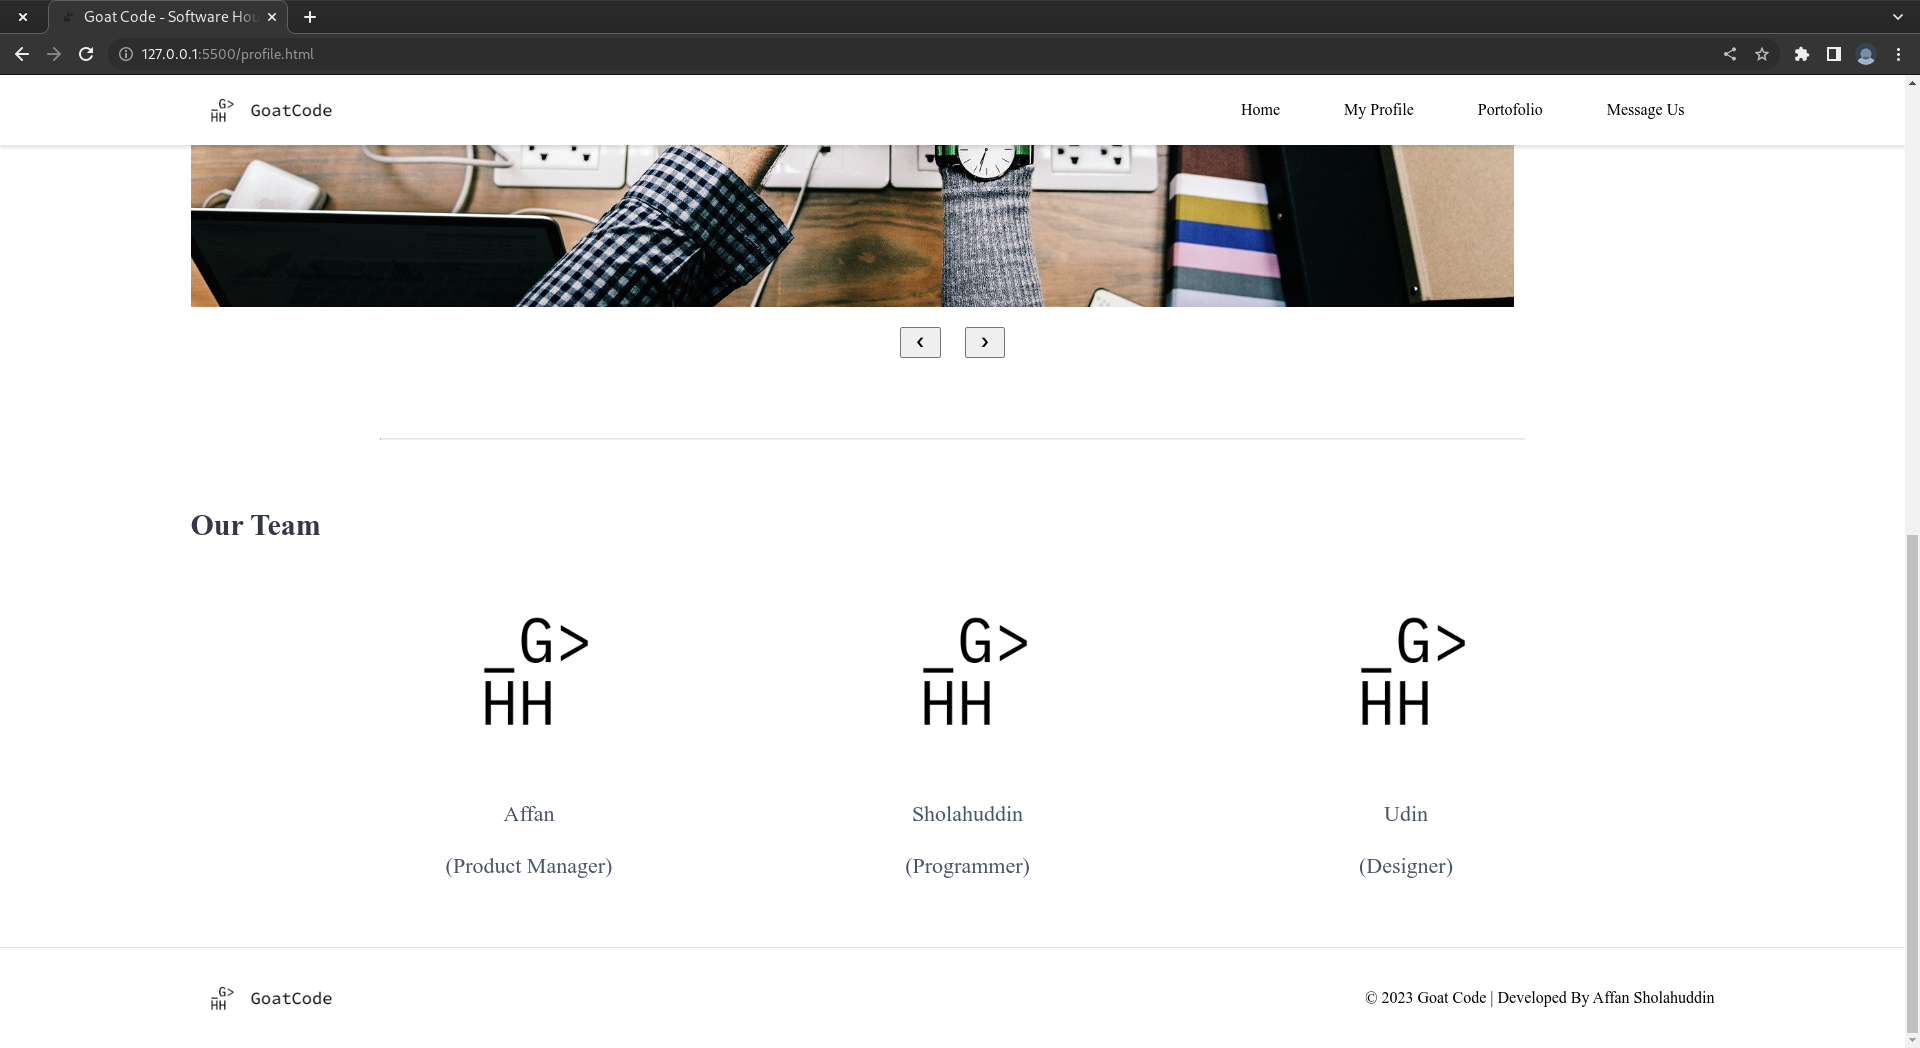 Goat Code - Software Hou
127.0.0.1:5500/profile.html
_G>
HH
GoatCode
Home
My Profile
Portofolio
Message Us
‹
›
Our Team
_G>
HH
_G>
HH
_G>
HH
Affan
Sholahuddin
Udin
(Product Manager)
(Programmer)
(Designer)
_G>
HH
GoatCode
© 2023 Goat Code | Developed By Affan Sholahuddin